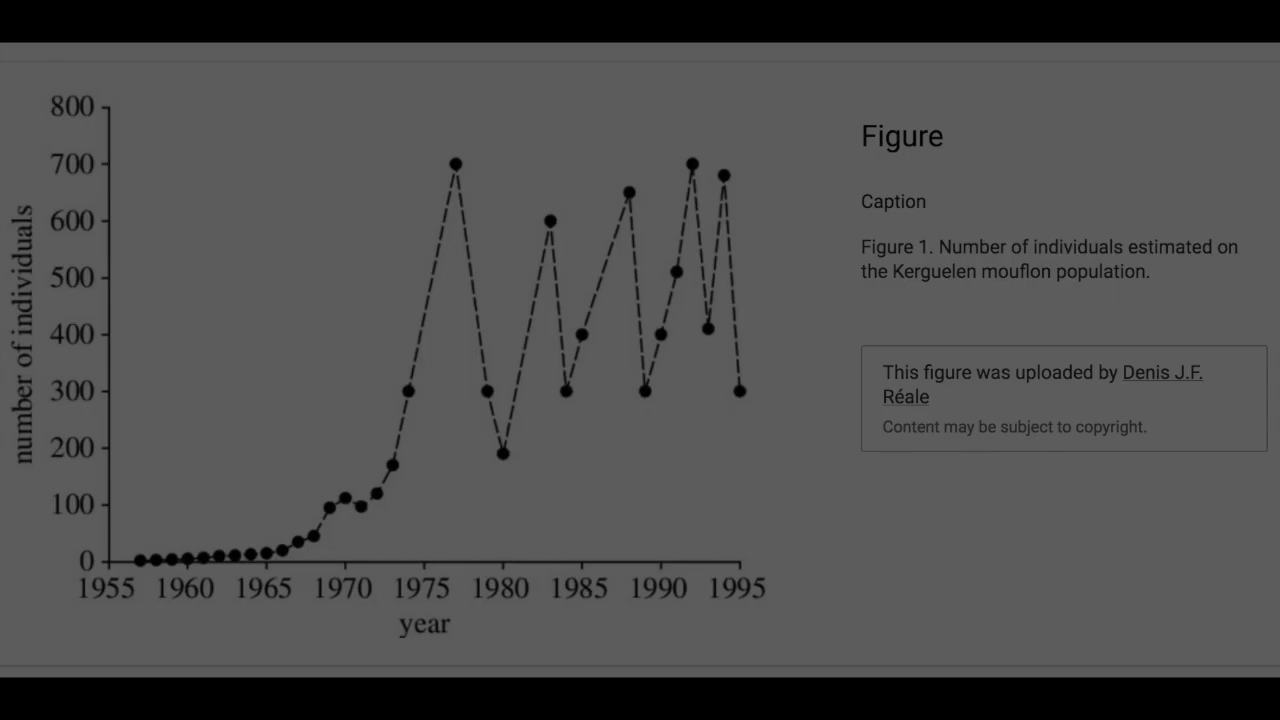 800
700
600
500
400
300
200
100
0
number of individuals
1955 1960 1965 1970 1975 1980 1985 1990 1995
year
Figure
Caption
Figure 1. Number of individuals estimated on
the Kerguelen mouflon population.
This figure was uploaded by Denis J.F.
Réale
Content may be subject to copyright.